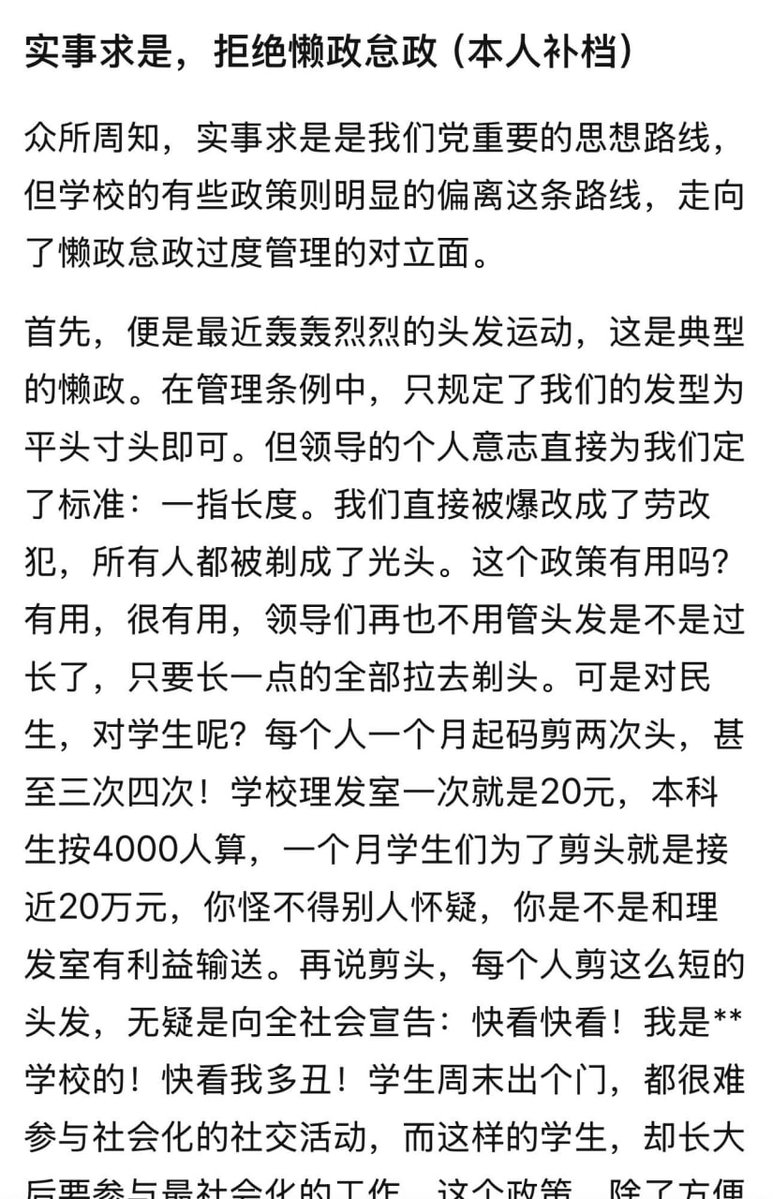 实事求是，拒绝懒政怠政（本人补档）
众所周知，实事求是是我们党重要的思想路线，
但学校的有些政策则明显的偏离这条路线，走向
了懒政怠政过度管理的对立面。
首先，便是最近轰轰烈烈的头发运动，这是典型
的懒政。在管理条例中，只规定了我们的发型为
平头寸头即可。但领导的个人意志直接为我们定
了标准：一指长度。我们直接被爆改成了劳改
犯，所有人都被剃成了光头。这个政策有用吗？
有用，很有用，领导们再也不用管头发是不是过
长了，只要长一点的全部拉去剃头。可是对民
生，对学生呢？每个人一个月起码剪两次头，甚
至三次四次！学校理发室一次就是20元，本科
生按4000人算，一个月学生们为了剪头就是接
近20万元，你怪不得别人怀疑，你是不是和理
发室有利益输送。再说剪头，每个人剪这么短的
头发，无疑是向全社会宣告：快看快看！我是**
学校的！快看我多丑！学生周末出个门，都很难
参与社会化的社交活动，而这样的学生，却长大
后要参与最社会化的工作。这个政策，除了方便